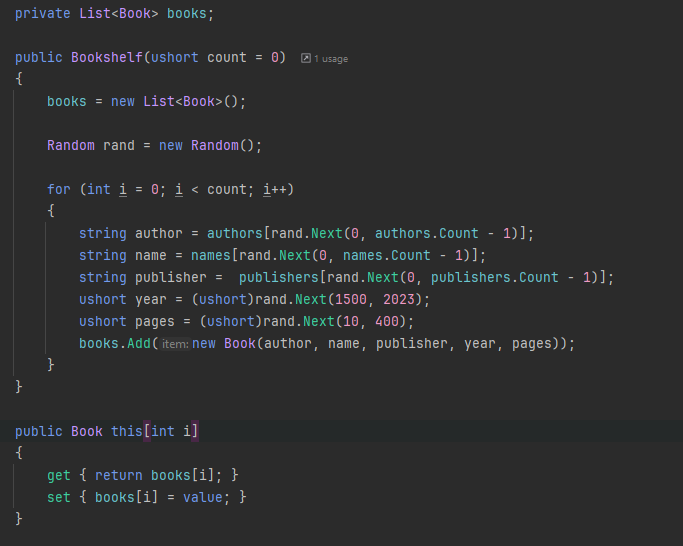 private List<Book> books;
public Bookshelf(ushort count = 0) 1 usage
{
books = new List<Book>();
Random rand = new Random();
for (int i = 0; i < count; i++)
{
string author = authors[rand.Next(0, authors.Count - 1)];
string name = names[rand.Next(0, names.Count - 1)];
string publisher =  publishers[rand.Next(0, publishers.Count - 1)];
ushort year = (ushort)rand.Next(1500, 2023);
ushort pages = (ushort)rand.Next(10, 400);
books.Add(item:new Book(author, name, publisher, year, pages));
}
}
public Book this[int i]
{
get { return books[i]; }
set { books[i] = value; }
}